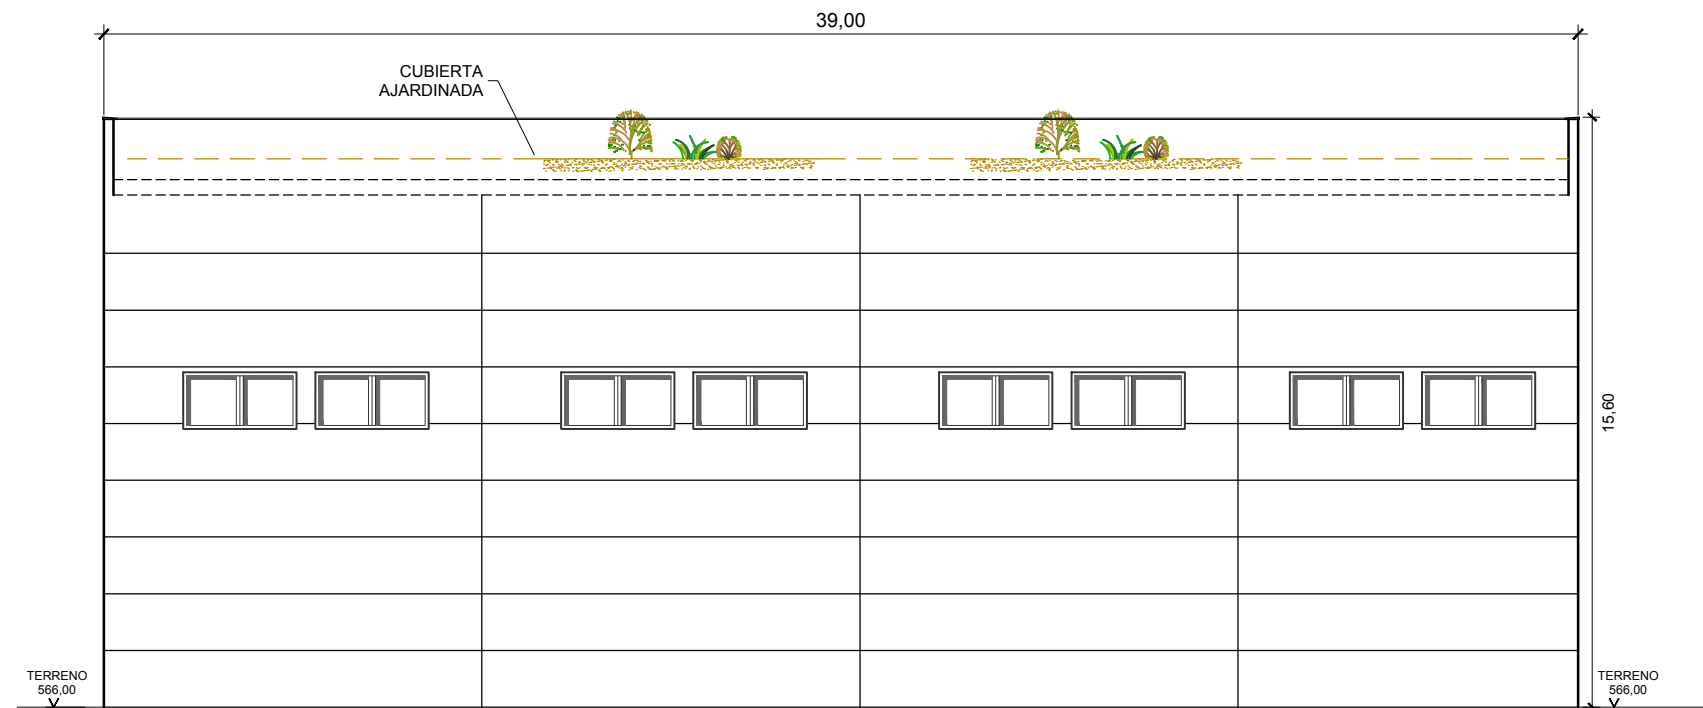 39,00
CUBIERTA
AJARDINADA
15,60
TERRENO
566,00
TERRENO
566,00